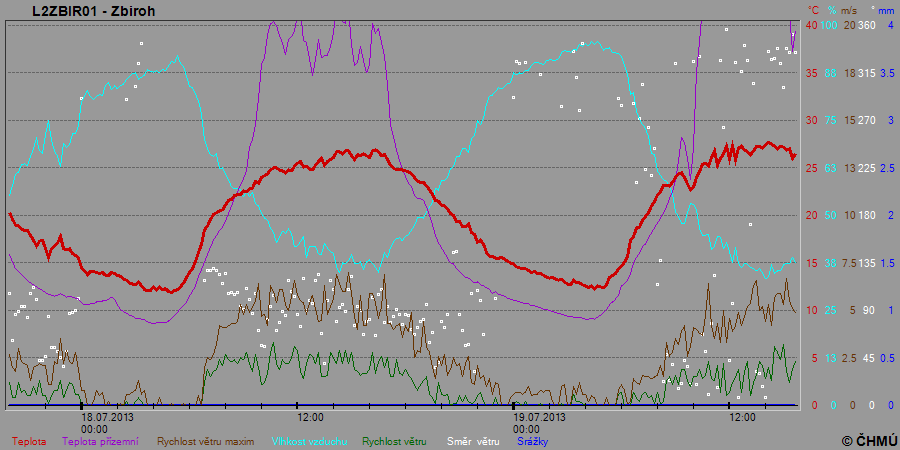 L2ZBIR01 - Zbiroh
°C % m/s ° mm
40 100 20 360 4
35 88 18 315 3.5
30 75 15 270 3
25 63 13 225 2.5
20 50 10 180 2
15 38 7.5 135 1.5
10 25 5 90 1
5 13 2.5 45 0.5
0 0 0 0 0
18.07.2013 12:00 19.07.2013 12:00
00:00 00:00
Teplota Teplota přízemní Rychlost větru maxim Vlhkost vzduchu Rychlost větru Směr větru Srážky
© ČHMÚ